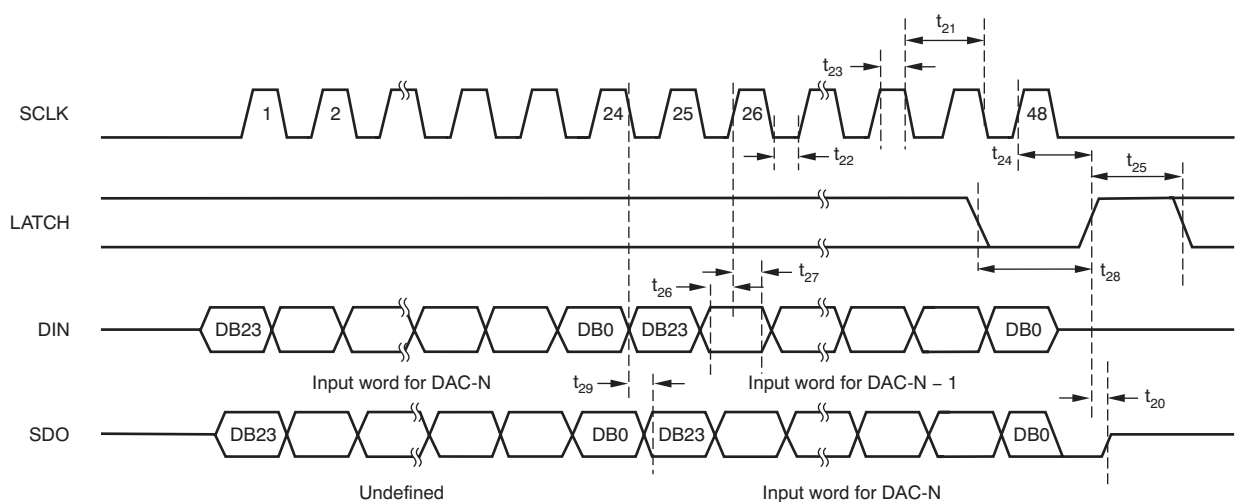 t21
t23
SCLK 1 2 24 25 26 48
t22
t24
t25
LATCH
t28
t27
t26
DIN DB23 DB0 DB23 DB0
Input word for DAC-N Input word for DAC-N – 1
t29
t20
SDO DB23 DB0 DB23 DB0
Undefined Input word for DAC-N